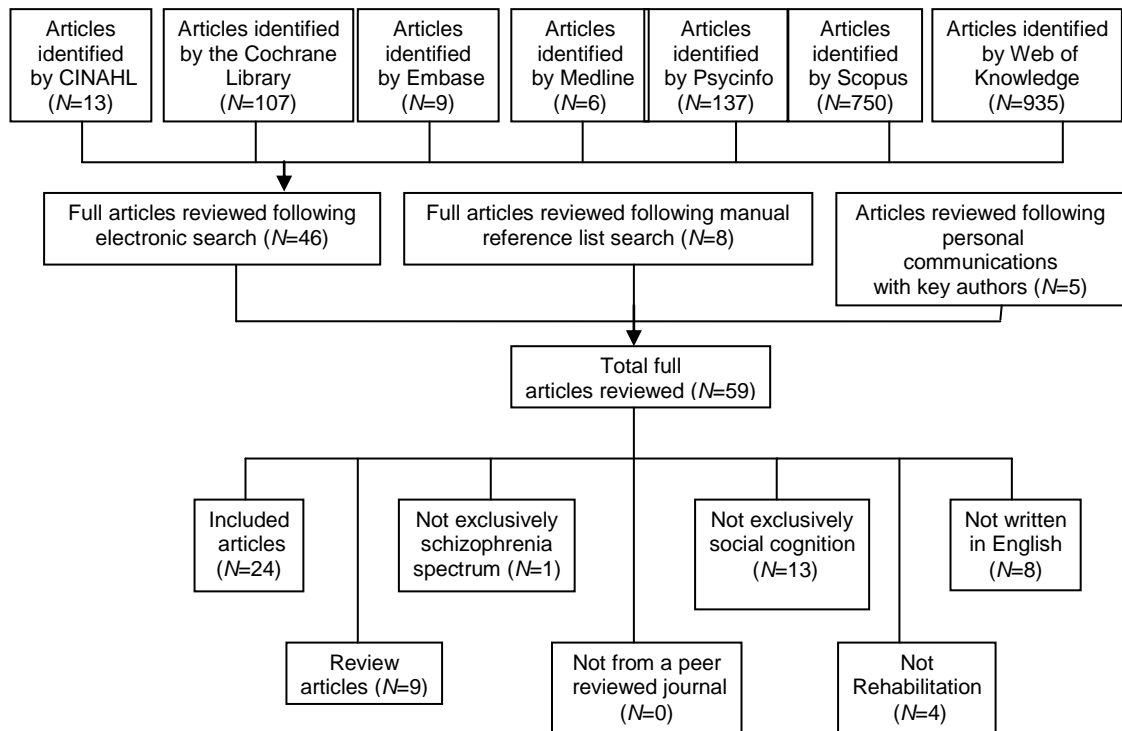 Articles
identified
by CINAHL
(N=13)
Articles identified
by the Cochrane
Library
(N=107)
Articles
identified
by Embase
(N=9)
Articles
identified
by Medline
(N=6)
Articles
identified
by Psycinfo
(N=137)
Articles
identified
by Scopus
(N=750)
Articles identified
by Web of
Knowledge
(N=935)
Full articles reviewed following
electronic search (N=46)
Full articles reviewed following manual
reference list search (N=8)
Articles reviewed following
personal
communications
with key authors (N=5)
Total full
articles reviewed (N=59)
Included
articles
(N=24)
Not exclusively
schizophrenia
spectrum (N=1)
Not exclusively
social cognition
(N=13)
Not written
in English
(N=8)
Review
articles (N=9)
Not from a peer
reviewed journal
(N=0)
Not
Rehabilitation
(N=4)